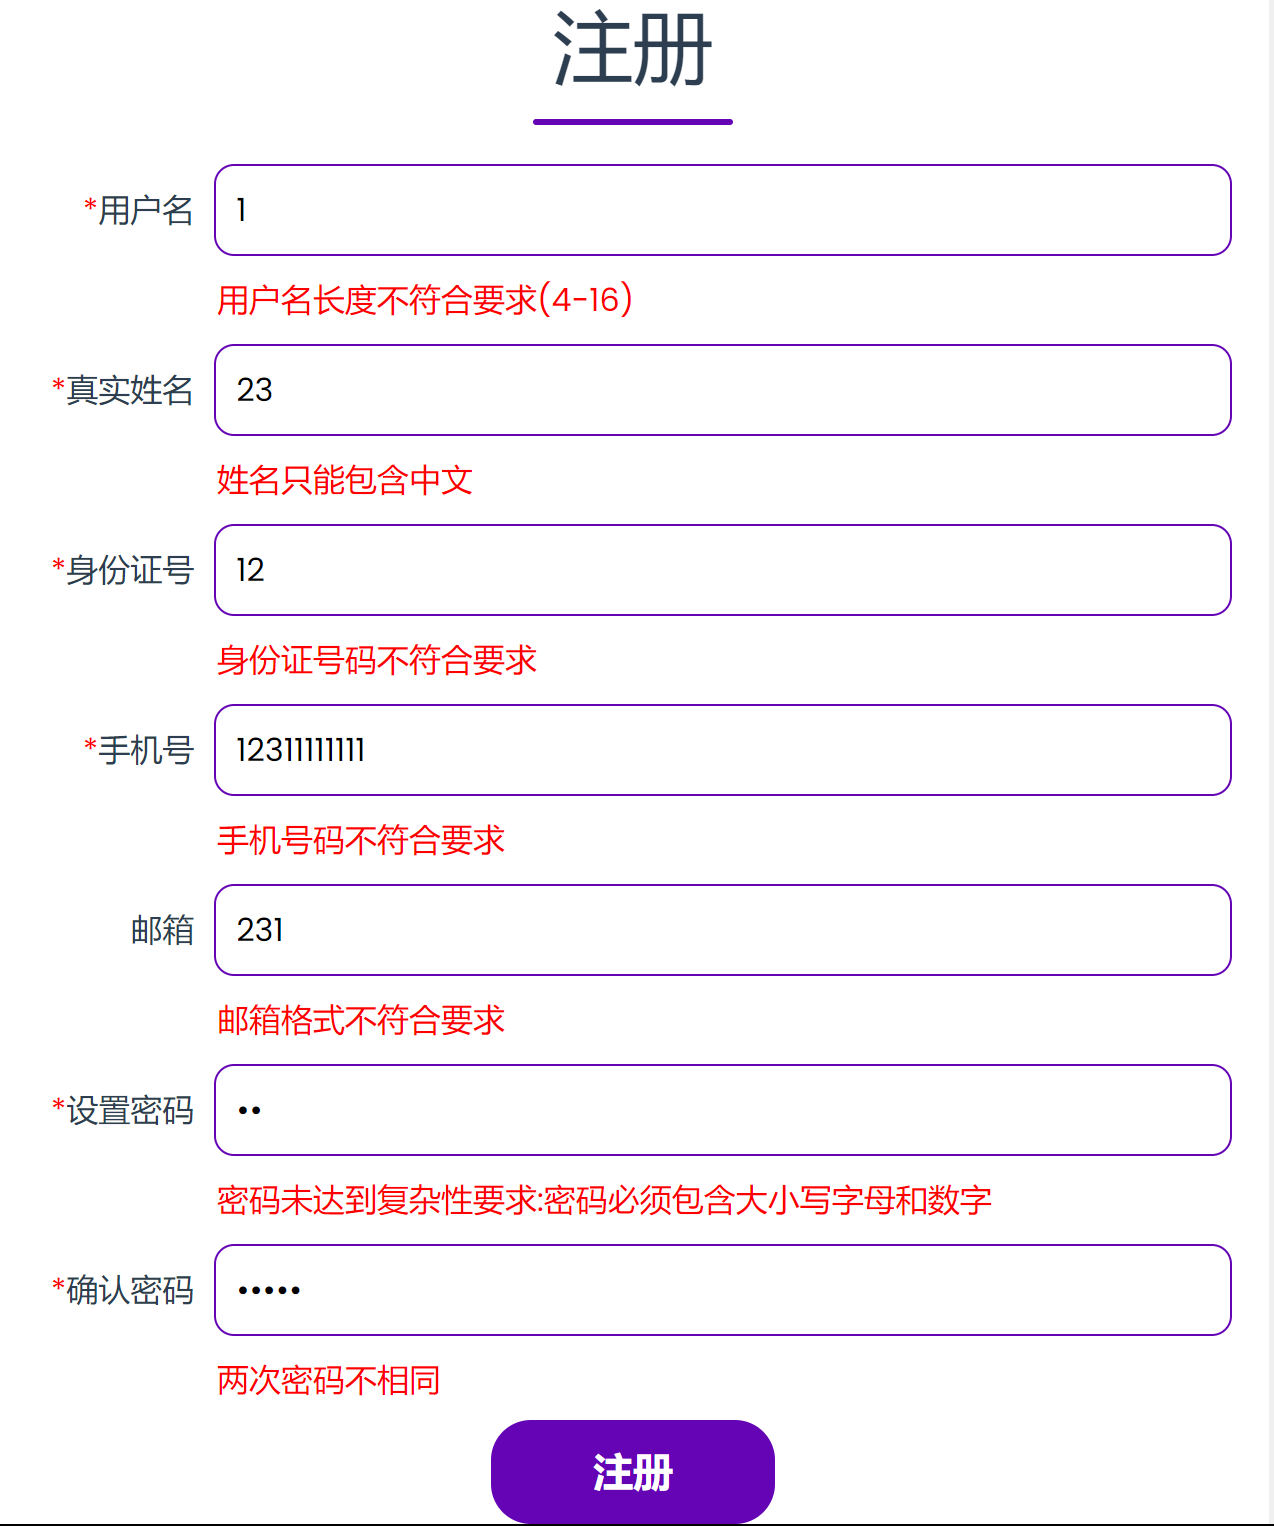 注册
*用户名 1
用户名长度不符合要求(4-16)
*真实姓名 23
姓名只能包含中文
*身份证号 12
身份证号码不符合要求
*手机号 12311111111
手机号码不符合要求
邮箱 231
邮箱格式不符合要求
*设置密码 ••
密码未达到复杂性要求:密码必须包含大小写字母和数字
*确认密码 •••••
两次密码不相同
注册